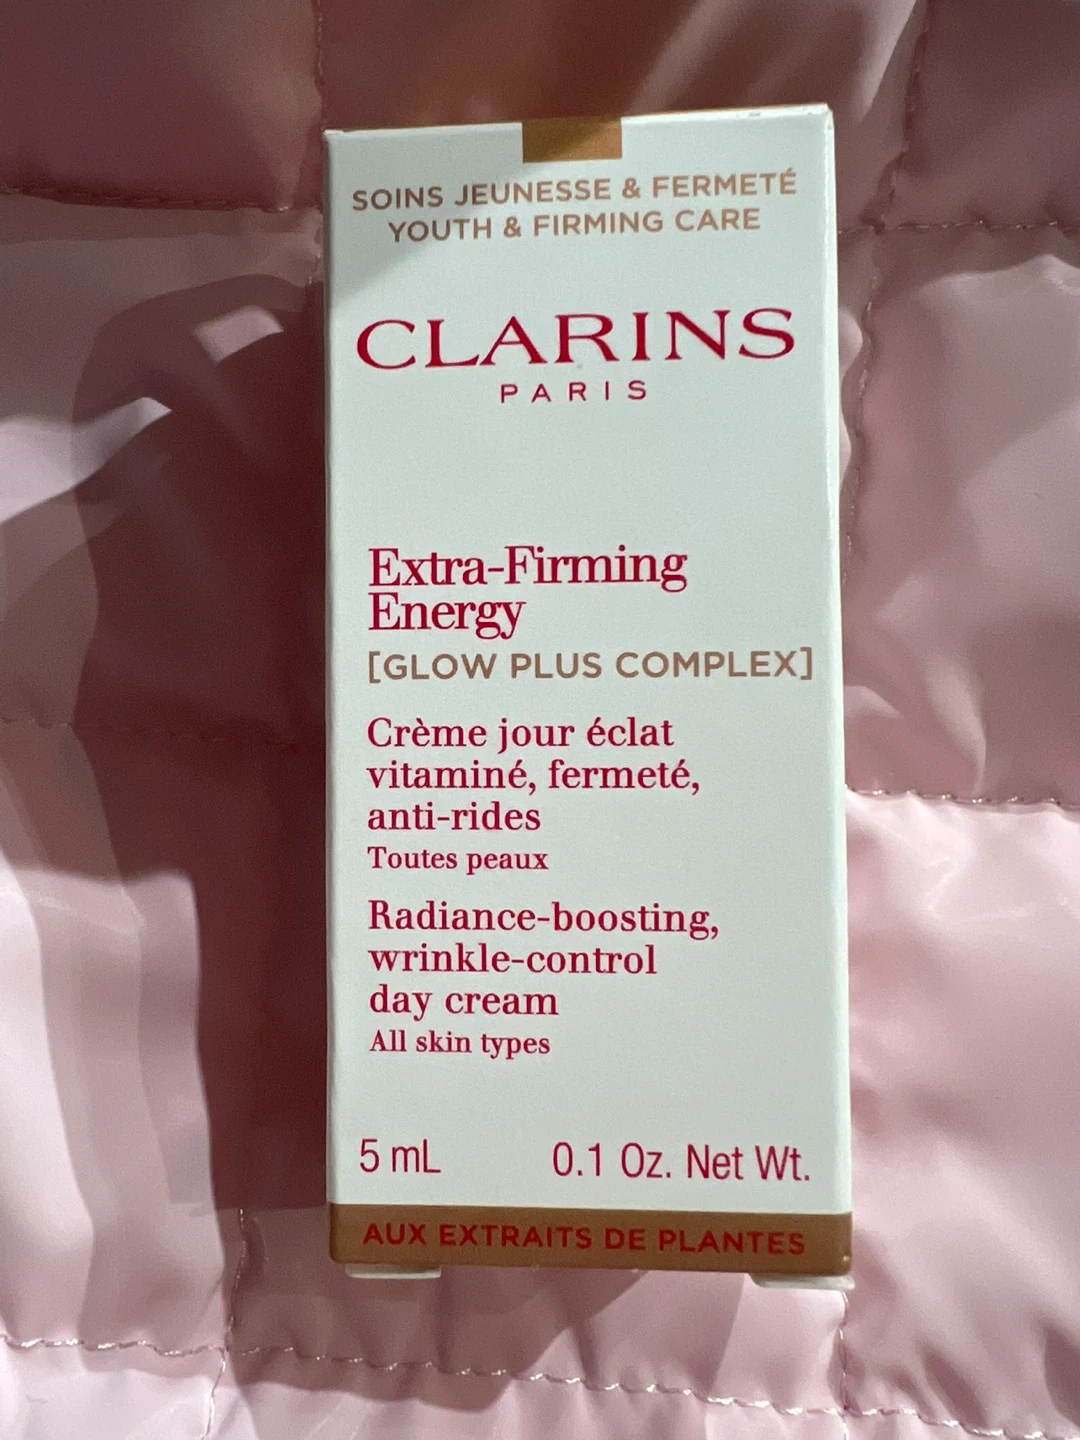 SOINS JEUNESSE & FERMETÉ
YOUTH & FIRMING CARE
CLARINS
PARIS
Extra-Firming
Energy
[GLOW PLUS COMPLEX]
Crème jour éclat
vitaminé, fermeté,
anti-rides
Toutes peaux
Radiance-boosting,
wrinkle-control
day cream
All skin types
5 mL 0.1 Oz. Net Wt.
AUX EXTRAITS DE PLANTES